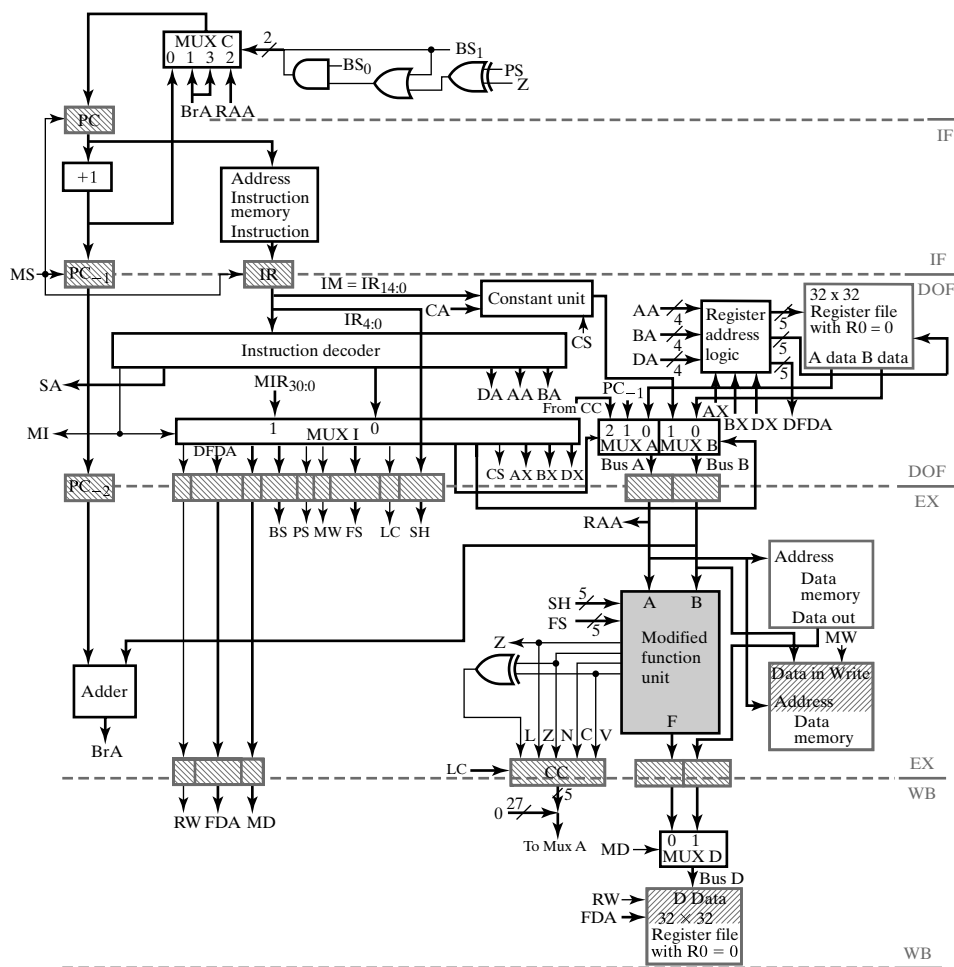 MUX C
0 1 3 2
2
BS1
BS0
PS
Z
BrA RAA
PC
IF
+1
Address
Instruction
memory
Instruction
MS
PC−1
IR
IF
DOF
IM = IR14:0
CA
Constant unit
CS
IR4:0
Instruction decoder
AA
4
BA
4
DA
4
Register
address
logic
5
5
5
32 x 32
Register file
with R0 = 0
A data B data
SA
MIR30:0
DA AA BA
PC−1
From CC
AX
BX DX DFDA
MI
1 0
MUX I
2 1 0 1 0
MUX A MUX B
DFDA
CS AX BX DX
Bus A
Bus B
PC−2
DOF
EX
BS PS MW FS LC SH
RAA
Address
Data
memory
Data out
SH
5
FS
5
A B
Modified
function
unit
F
Z
MW
Data in Write
Address
Data
memory
Adder
BrA
L Z N C V
LC
CC
EX
WB
RW FDA MD
5
0
27
To Mux A
MD
0 1
MUX D
Bus D
RW
FDA
D Data
32 × 32
Register file
with R0 = 0
WB